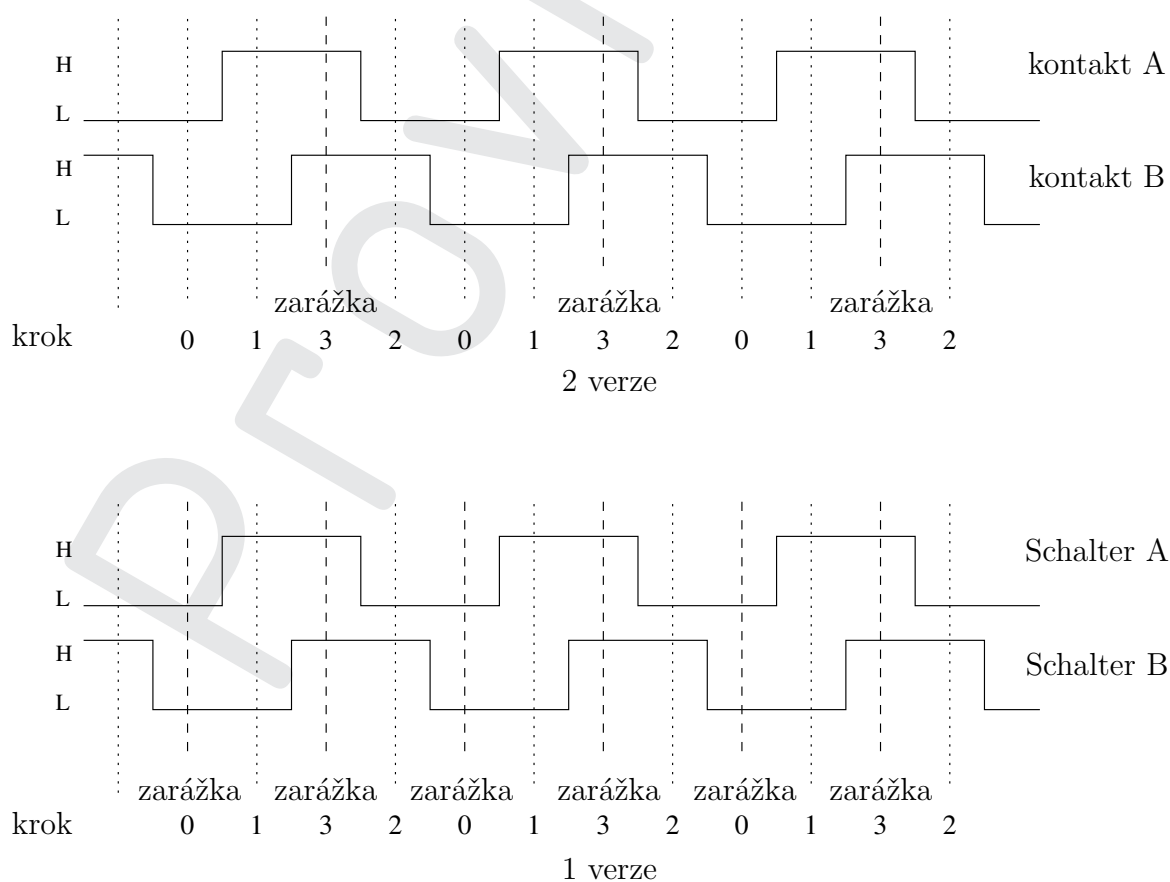 H
kontakt A
L
H
kontakt B
L
zarážka zarážka zarážka
krok 0 1 3 2 0 1 3 2 0 1 3 2
2 verze
H
Schalter A
L
H
Schalter B
L
zarážka zarážka zarážka zarážka zarážka zarážka
krok 0 1 3 2 0 1 3 2 0 1 3 2
1 verze